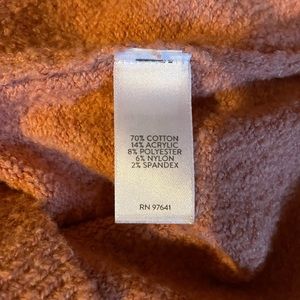 70% COTTON
14% ACRYLIC
8% POLYESTER
6% NYLON
2% SPANDEX
RN 97641